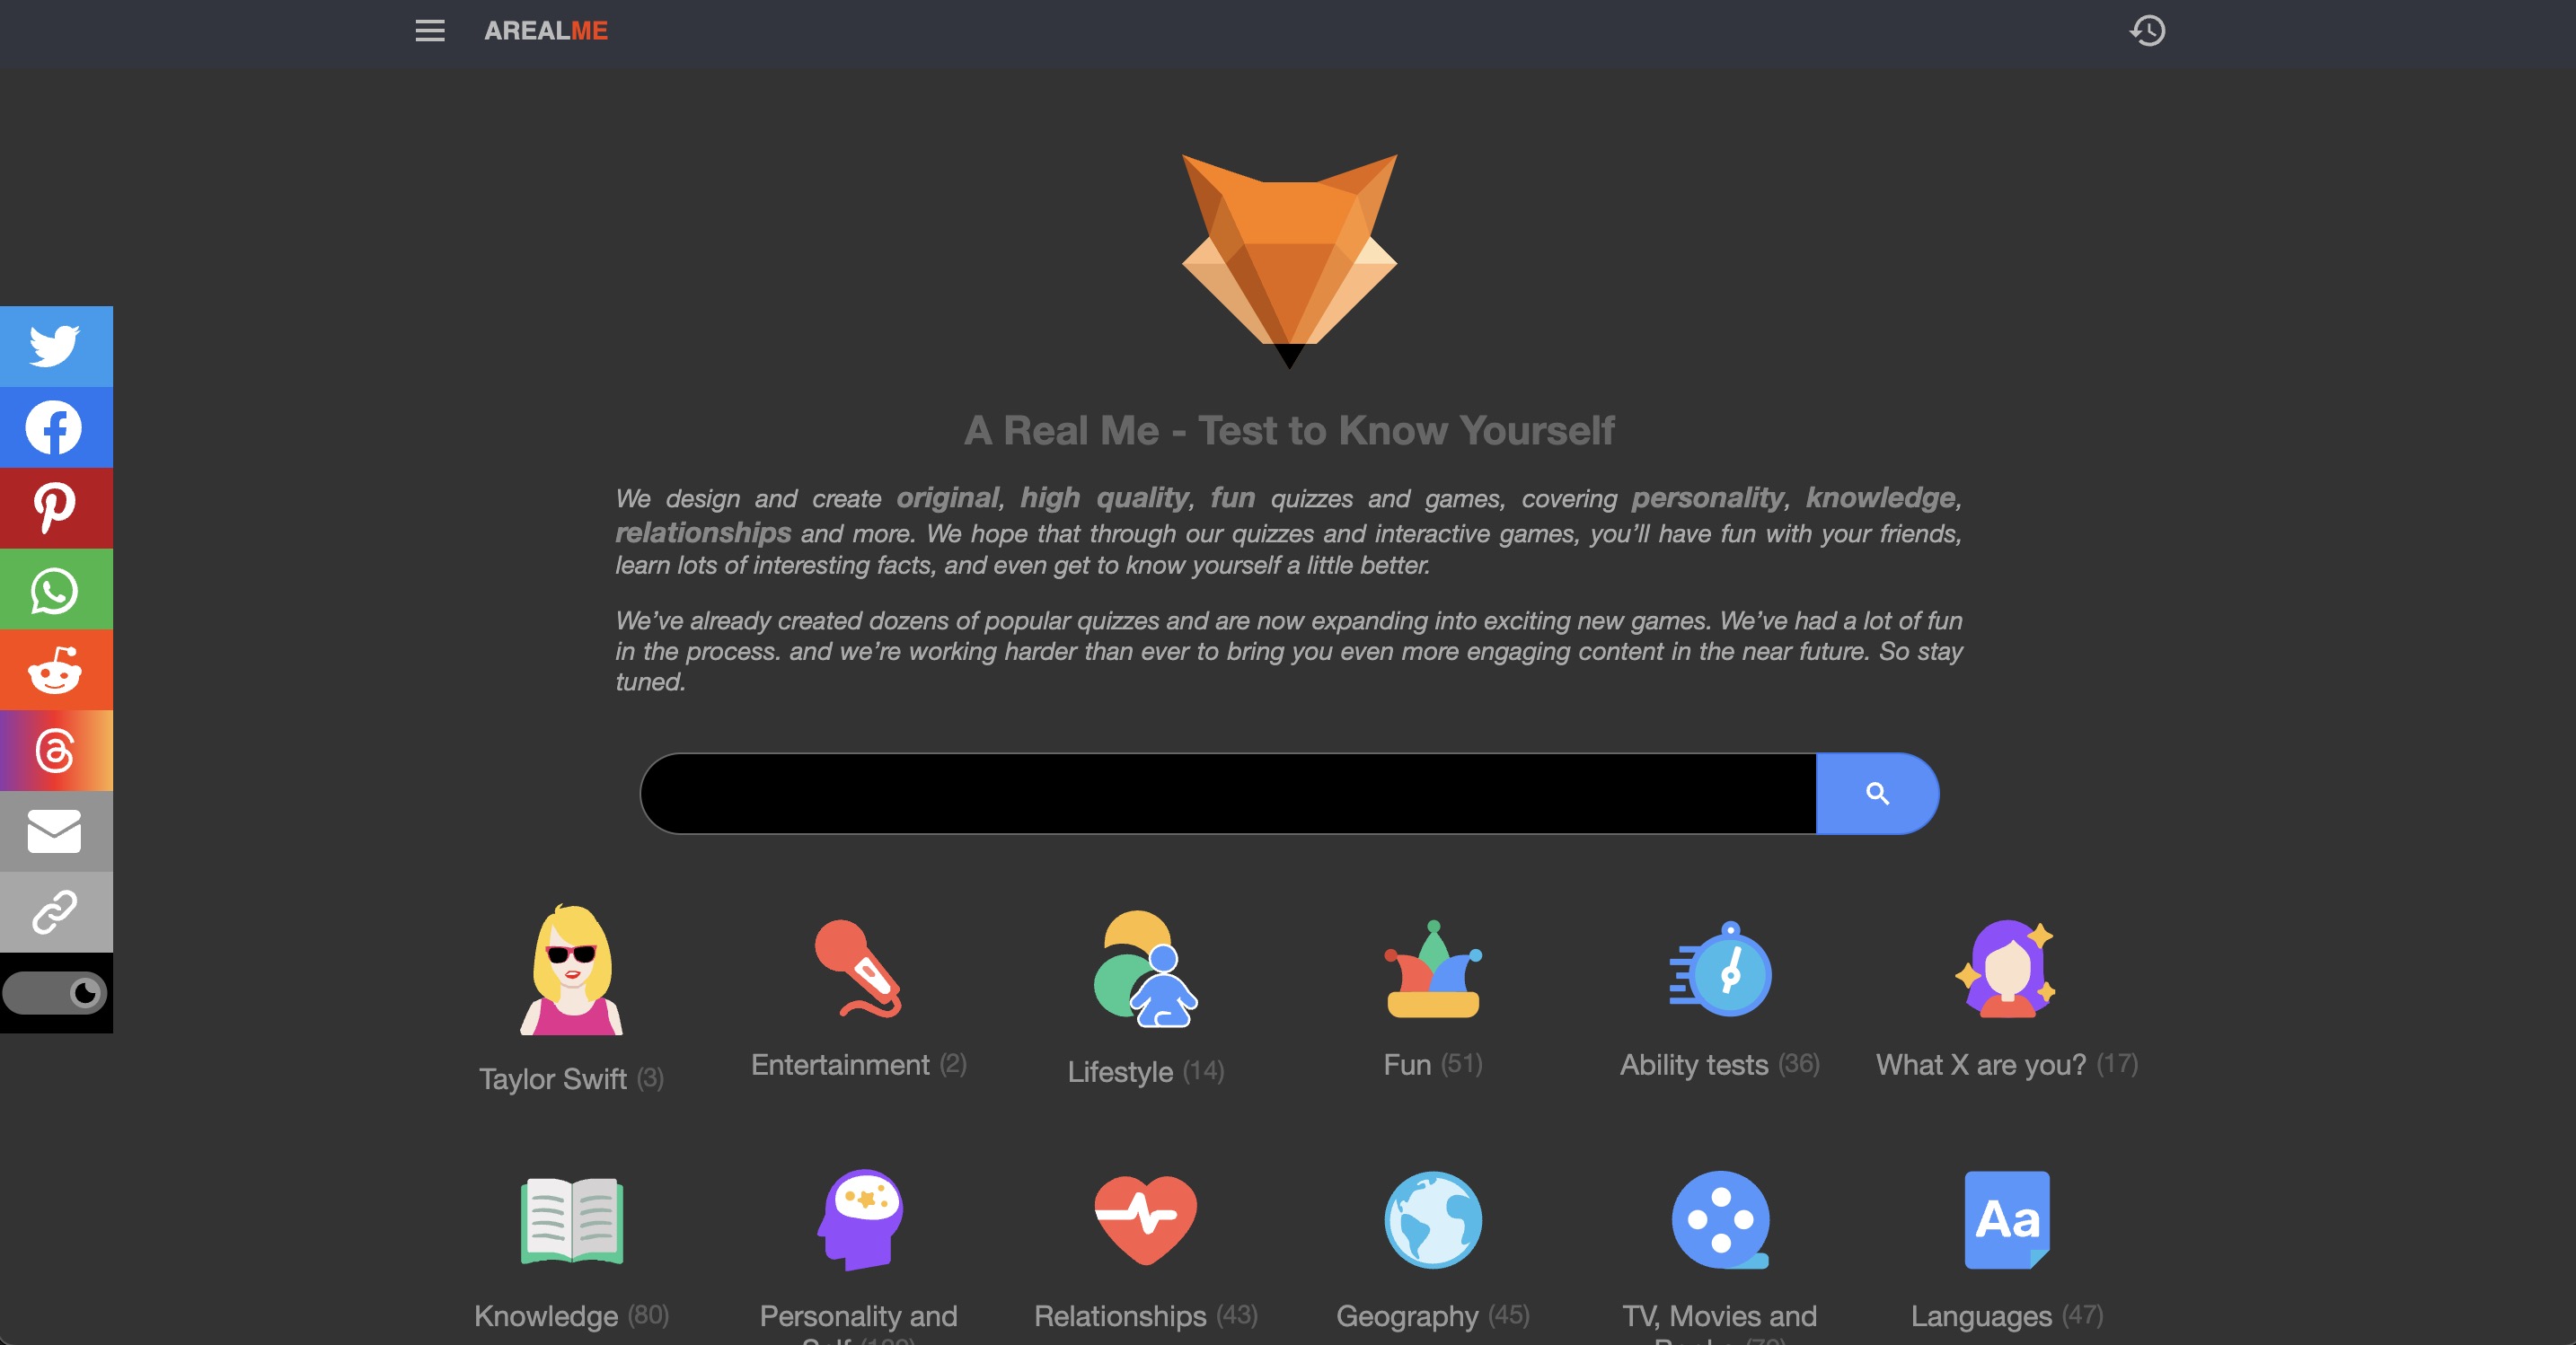 AREALME
A Real Me - Test to Know Yourself
We design and create original, high quality, fun quizzes and games, covering personality, knowledge,
relationships and more. We hope that through our quizzes and interactive games, you’ll have fun with your friends,
learn lots of interesting facts, and even get to know yourself a little better.
We’ve already created dozens of popular quizzes and are now expanding into exciting new games. We’ve had a lot of fun
in the process. and we’re working harder than ever to bring you even more engaging content in the near future. So stay
tuned.
Taylor Swift (3)
Entertainment (2)
Lifestyle (14)
Fun (51)
Ability tests (36)
What X are you? (17)
Aa
Knowledge (80)
Personality and
Relationships (43)
Geography (45)
TV, Movies and
Languages (47)